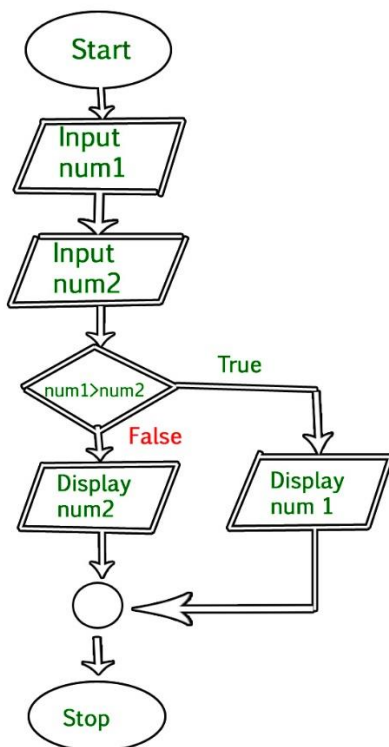 Start
Input
num1
Input
num2
num1>num2
True
False
Display
num2
Display
num 1
Stop